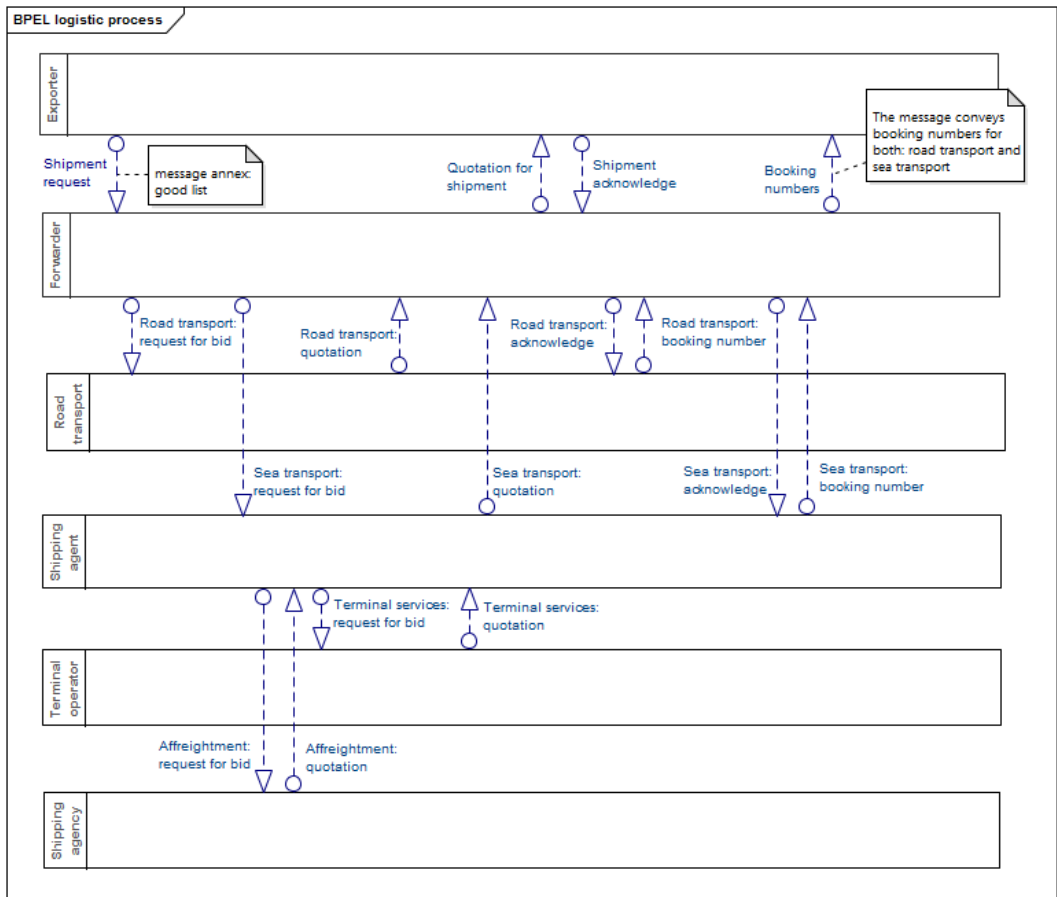 BPEL logistic process
Exporter
The message conveys
booking numbers for
both: road transport and
sea transport
Shipment
request
message annex:
good list
Quotation for
shipment
Shipment
acknowledge
Booking
numbers
Forwarder
Road transport:
request for bid
Road transport:
quotation
Road transport:
acknowledge
Road transport:
booking number
Road
transport
Sea transport:
request for bid
Sea transport:
quotation
Sea transport:
acknowledge
Sea transport:
booking number
Shipping
agent
Terminal services:
request for bid
Terminal services:
quotation
Terminal
operator
Affreightment:
request for bid
Affreightment:
quotation
Shipping
agency